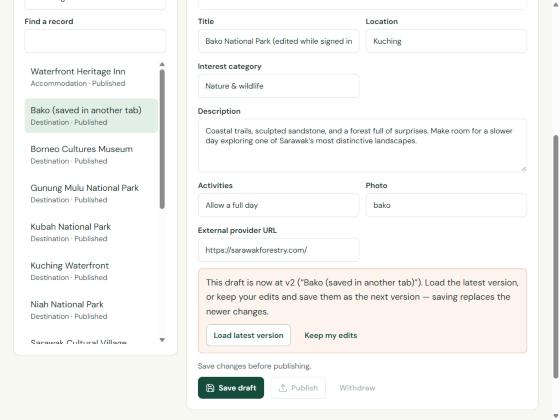 Find a record
Waterfront Heritage Inn
Accommodation · Published
Bako (saved in another tab)
Destination · Published
Borneo Cultures Museum
Destination · Published
Gunung Mulu National Park
Destination · Published
Kubah National Park
Destination · Published
Kuching Waterfront
Destination · Published
Niah National Park
Destination · Published
Sarawak Cultural Village
Title
Location
Bako National Park (edited while signed in
Kuching
Interest category
Nature & wildlife
Description
Coastal trails, sculpted sandstone, and a forest full of surprises. Make room for a slower
day exploring one of Sarawak's most distinctive landscapes.
Activities
Photo
Allow a full day
bako
External provider URL
https://sarawakforestry.com/
This draft is now at v2 ("Bako (saved in another tab)"). Load the latest version,
or keep your edits and save them as the next version — saving replaces the
newer changes.
Load latest version
Keep my edits
Save changes before publishing.
Save draft
Publish
Withdraw